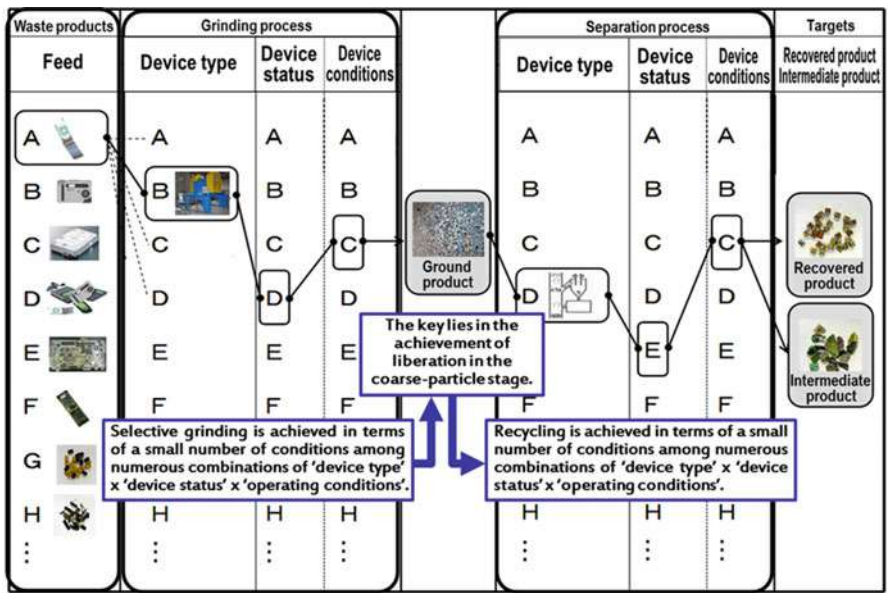 Waste products Grinding process Separation process Targets
Feed Device type Device status Device conditions Device type Device status Device conditions Recovered product Intermediate product
A A A A A A A
B B B B B B B
C C C C C C C
Ground product
Recovered product
D D D D D D D
The key lies in the
achievement of
liberation in the
coarse-particle stage.
E E E E E E E
Intermediate product
F F F F F F F
Selective grinding is achieved in terms
of a small number of conditions among
numerous combinations of 'device type'
x 'device status' x 'operating conditions'.
Recycling is achieved in terms of a small
number of conditions among numerous
combinations of 'device type' x 'device
status' x 'operating conditions'.
G
H H H H H H H